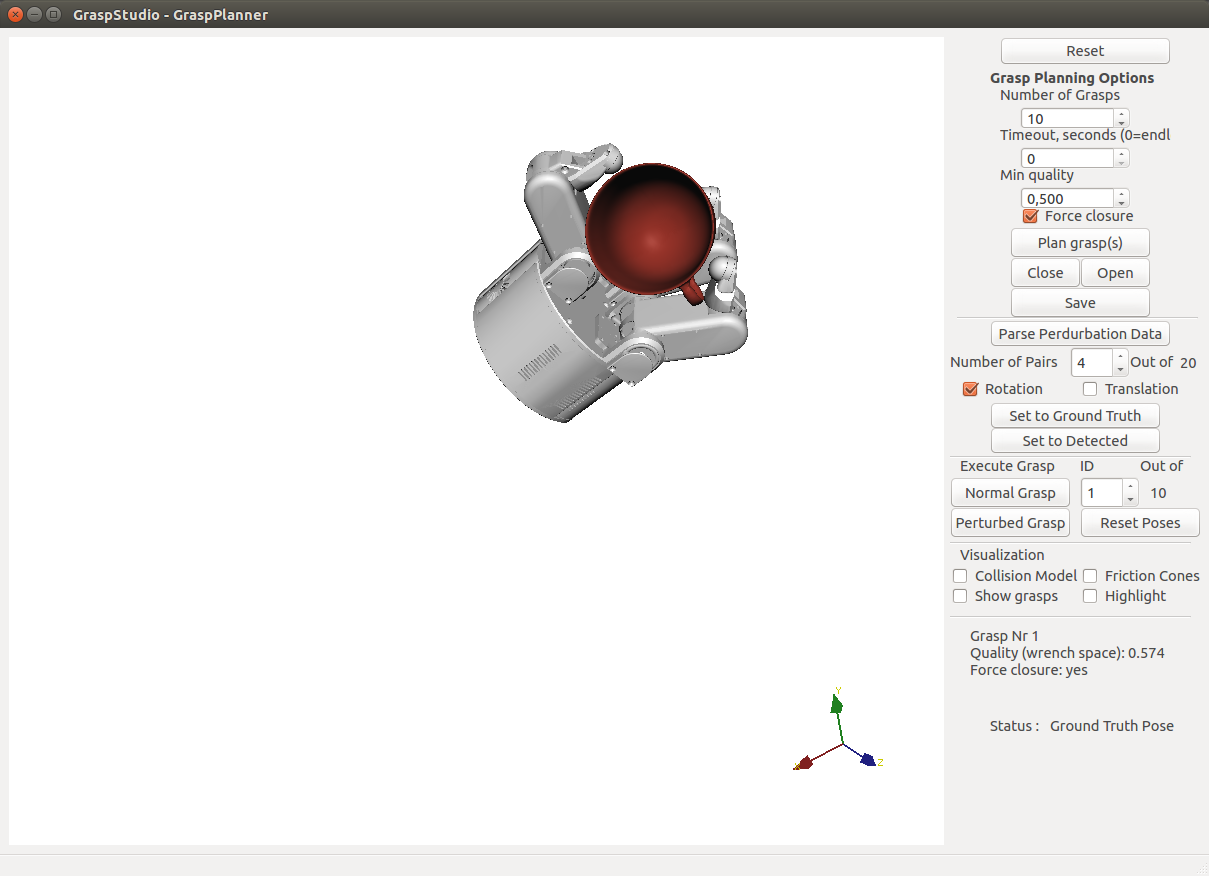 GraspStudio - GraspPlanner
Reset
Grasp Planning Options
Number of Grasps
10
Timeout, seconds (0=endl
0
Min quality
0,500
Force closure
Plan grasp(s)
Close Open
Save
Parse Perdurbation Data
Number of Pairs 4 Out of 20
Rotation Translation
Set to Ground Truth
Set to Detected
Execute Grasp ID Out of
Normal Grasp 1 10
Perturbed Grasp Reset Poses
Visualization
Collision Model Friction Cones
Show grasps Highlight
Grasp Nr 1
Quality (wrench space): 0.574
Force closure: yes
Y
Status : Ground Truth Pose
Z